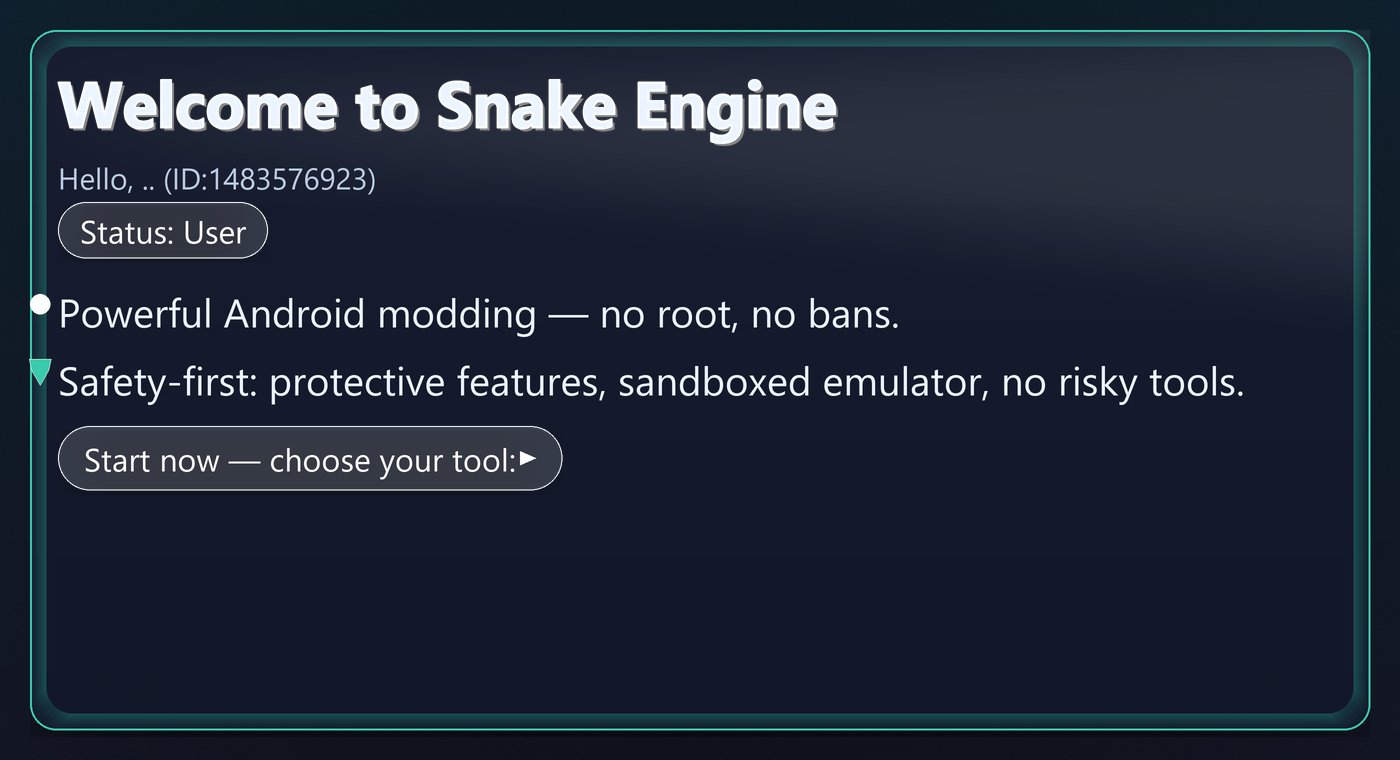 Welcome to Snake Engine
Hello, .. (ID:1483576923)
Status: User
Powerful Android modding — no root, no bans.
Safety-first: protective features, sandboxed emulator, no risky tools.
Start now — choose your tool:►